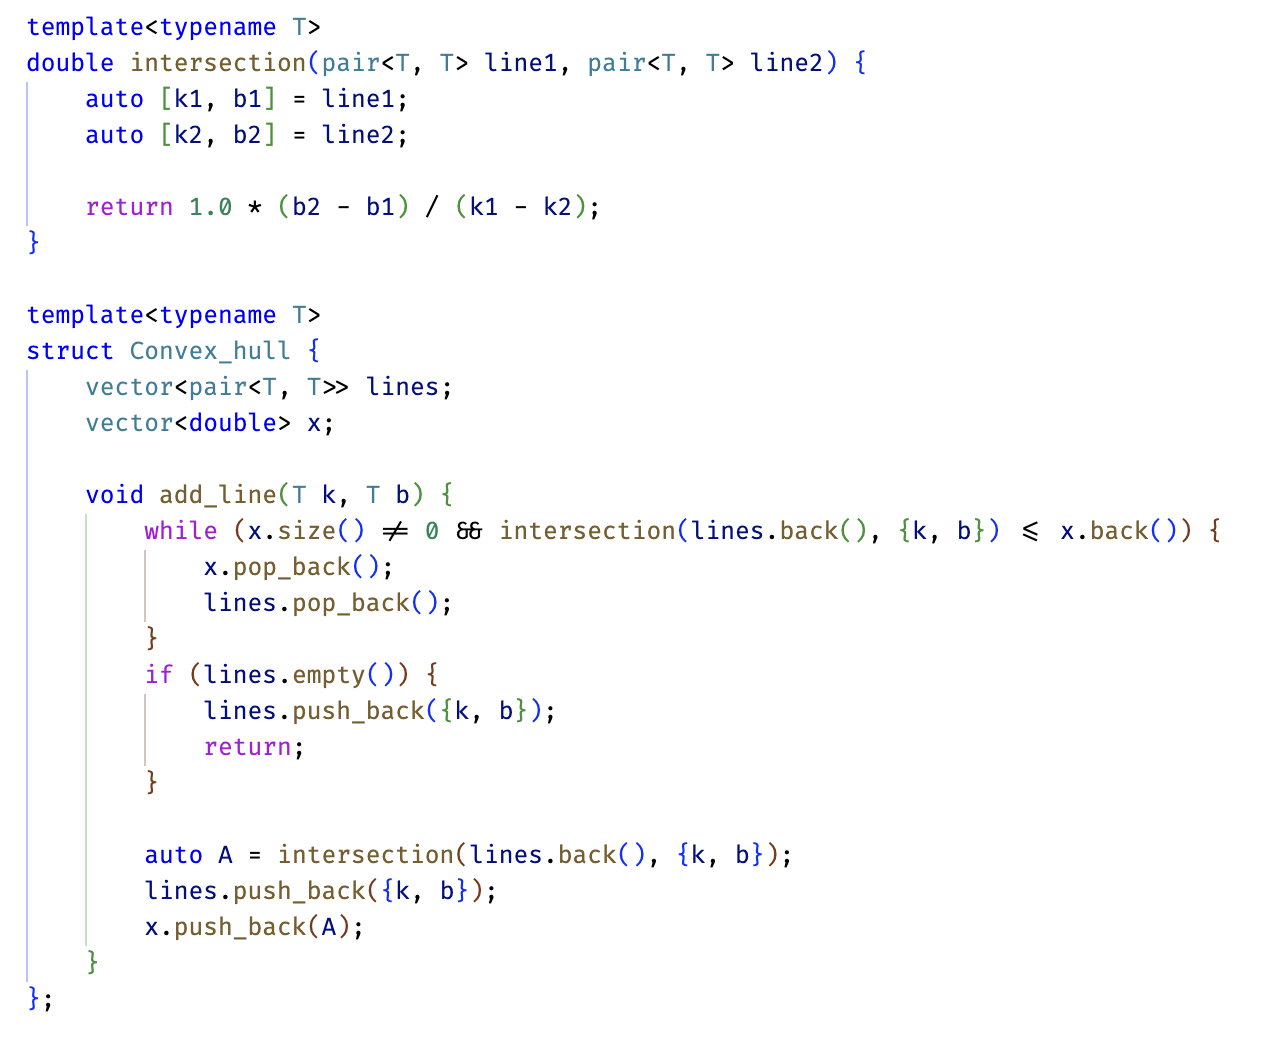 template<typename T>
double intersection(pair<T, T> line1, pair<T, T> line2) {
    auto [k1, b1] = line1;
    auto [k2, b2] = line2;

    return 1.0 * (b2 - b1) / (k1 - k2);
}

template<typename T>
struct Convex_hull {
    vector<pair<T, T>> lines;
    vector<double> x;

    void add_line(T k, T b) {
        while (x.size() != 0 && intersection(lines.back(), {k, b}) <= x.back()) {
            x.pop_back();
            lines.pop_back();
        }
        if (lines.empty()) {
            lines.push_back({k, b});
            return;
        }

        auto A = intersection(lines.back(), {k, b});
        lines.push_back({k, b});
        x.push_back(A);
    }
};